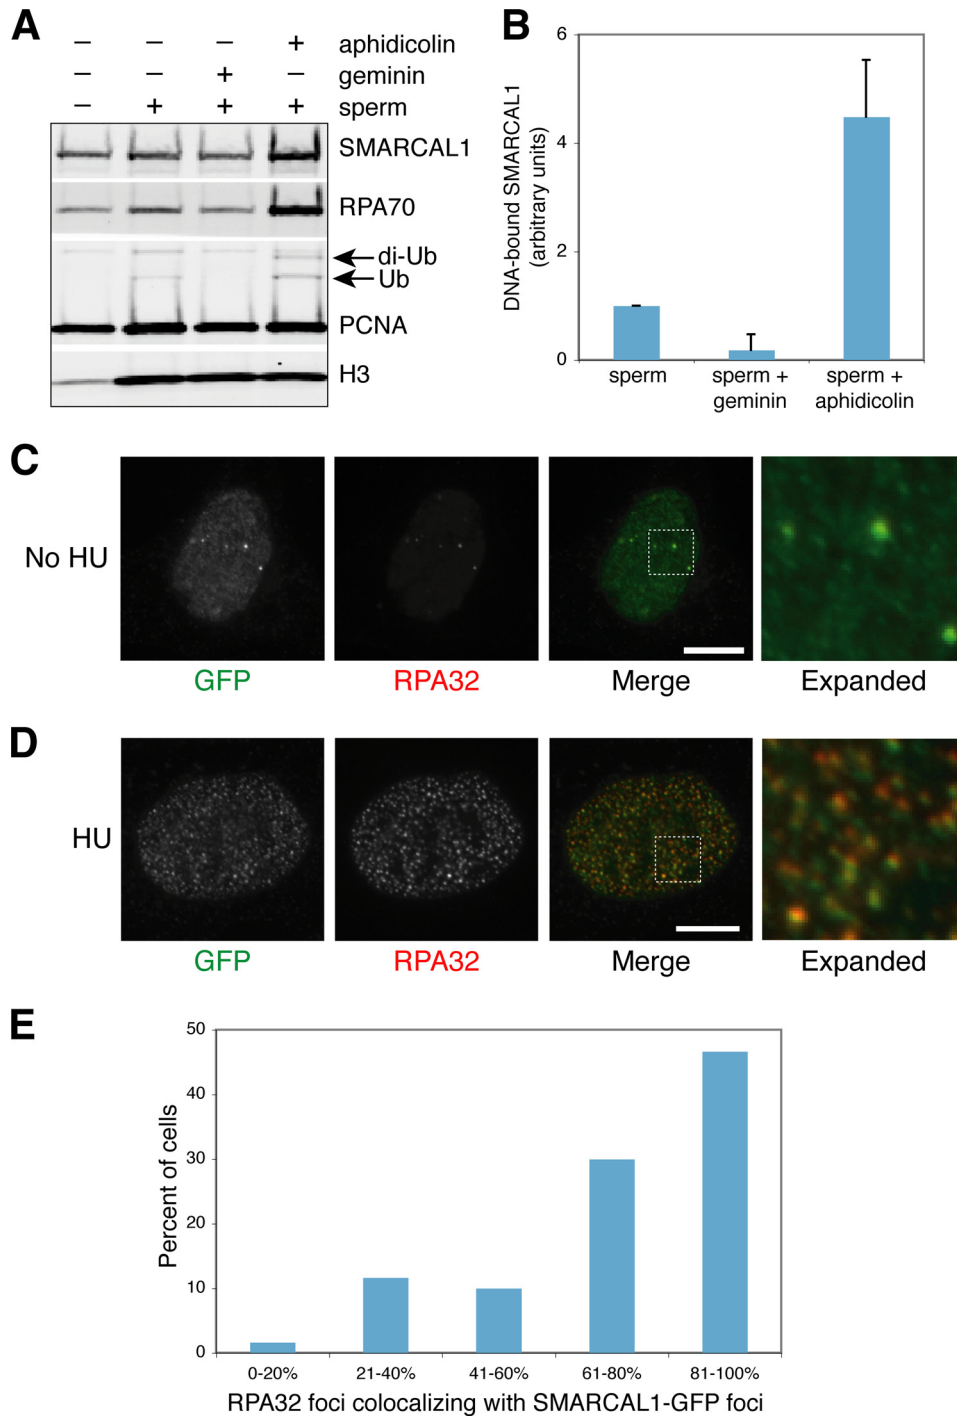 A
– – – + aphidicolin
– – + – geminin
– + + + sperm
SMARCAL1
RPA70
di-Ub
Ub
PCNA
H3
B
DNA-bound SMARCAL1
(arbitrary units)
6
4
2
0
sperm
sperm +
geminin
sperm +
aphidicolin
C
No HU
GFP
RPA32
Merge
Expanded
D
HU
GFP
RPA32
Merge
Expanded
E
Percent of cells
50
40
30
20
10
0
0-20%
21-40%
41-60%
61-80%
81-100%
RPA32 foci colocalizing with SMARCAL1-GFP foci